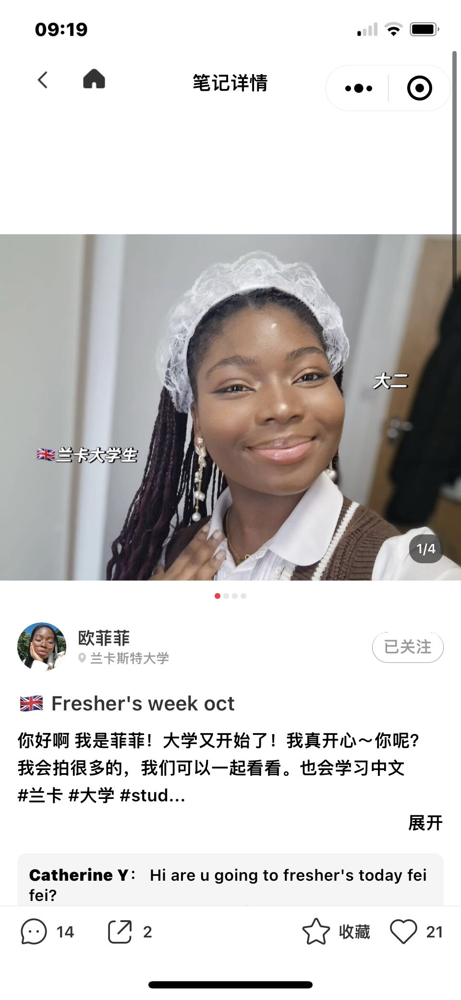 09:19
笔记详情
大二
🇬🇧兰卡大学生
1/4
欧菲菲
兰卡斯特大学
已关注
🇬🇧 Fresher's week oct
你好啊 我是菲菲！大学又开始了！我真开心～你呢?
我会拍很多的，我们可以一起看看。也会学习中文
#兰卡 #大学 #stud...
展开
Catherine Y： Hi are u going to fresher's today fei
fei?
14
2
收藏
21